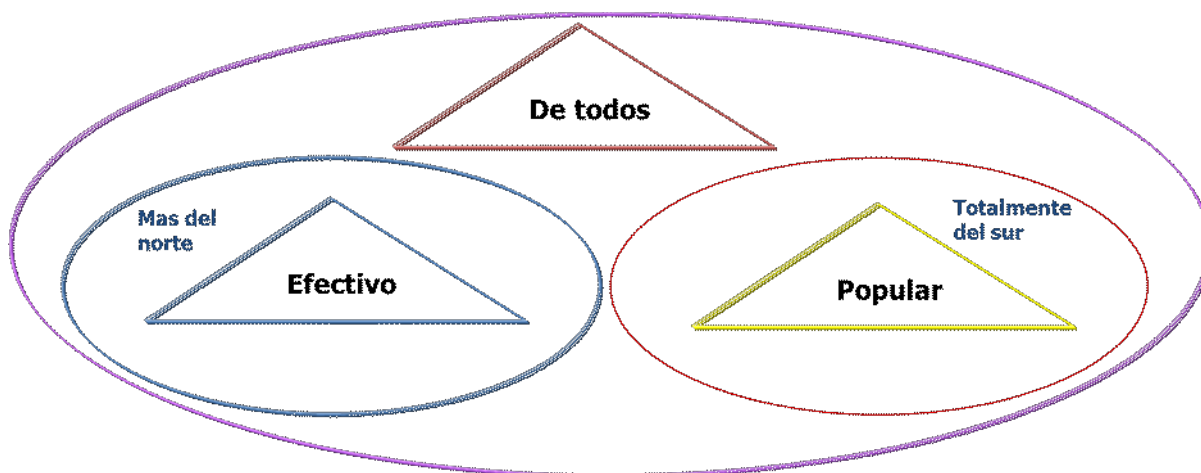 De todos
Mas del
norte
Efectivo
Totalmente
del sur
Popular